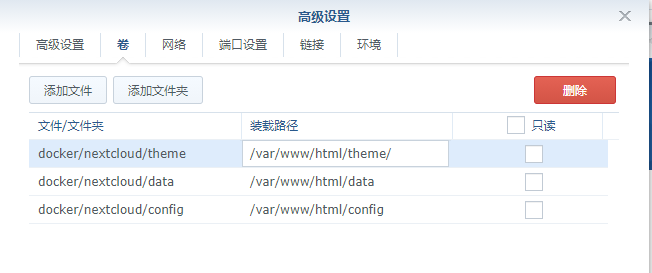 高级设置
高级设置 卷 网络 端口设置 链接 环境
添加文件 添加文件夹 删除
文件/文件夹 装载路径 只读
docker/nextcloud/theme /var/www/html/theme/
docker/nextcloud/data /var/www/html/data
docker/nextcloud/config /var/www/html/config